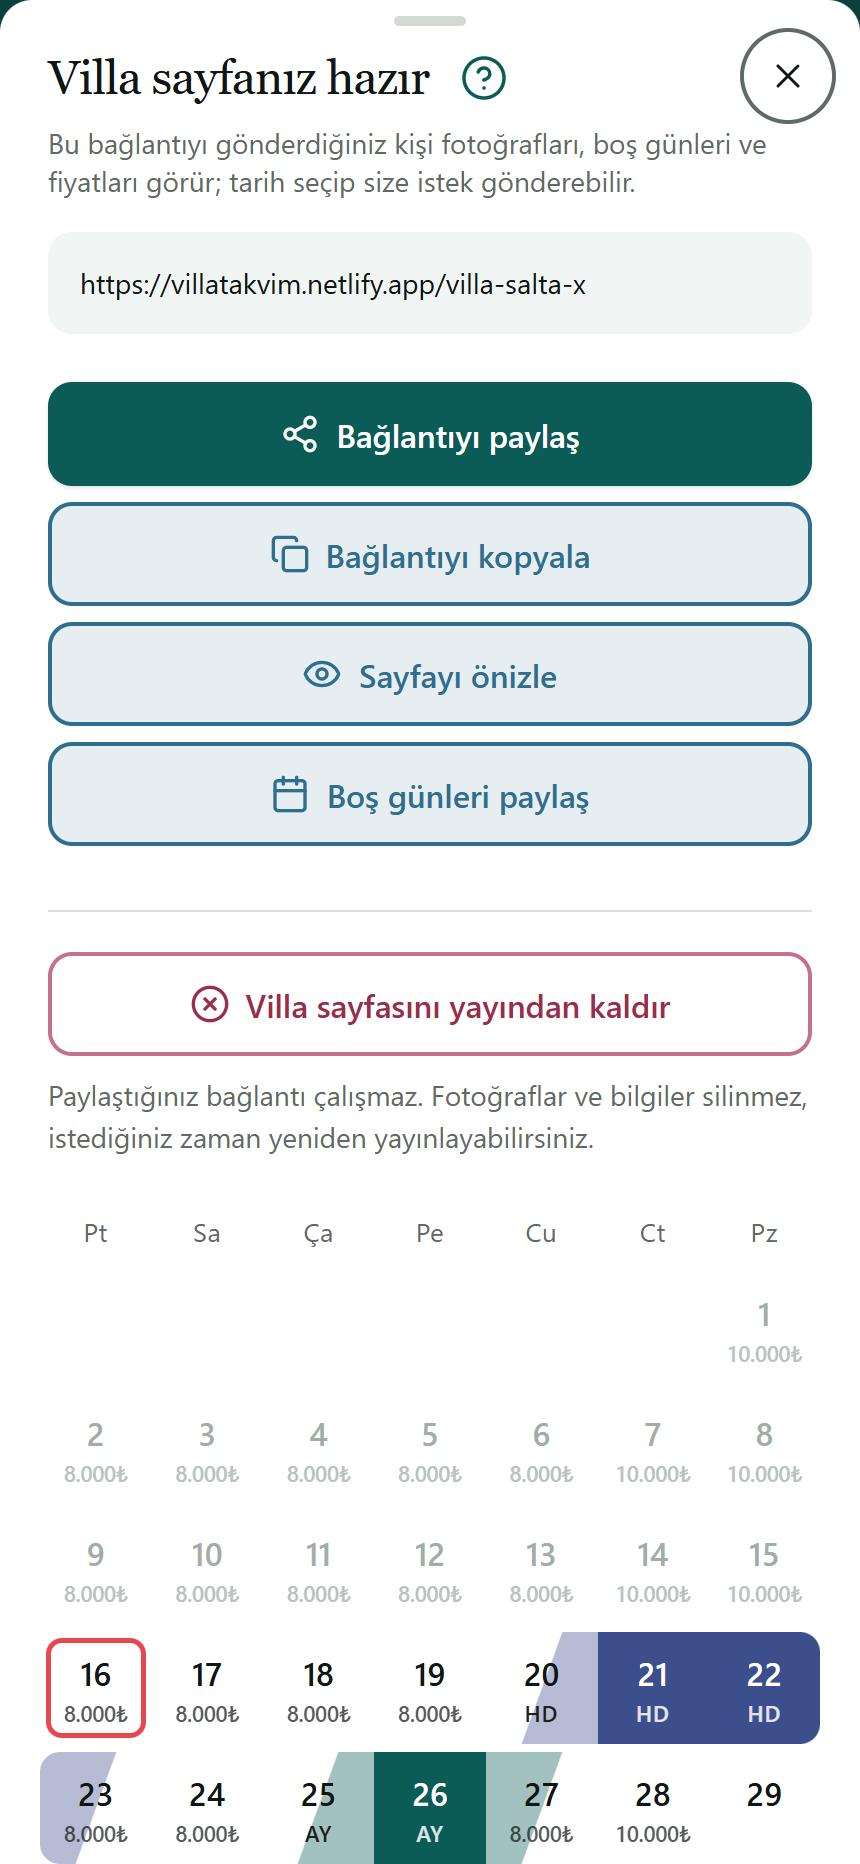 Villa sayfanız hazır
Bu bağlantıyı gönderdiğiniz kişi fotoğrafları, boş günleri ve
fiyatları görür; tarih seçip size istek gönderebilir.
https://villatakvim.netlify.app/villa-salta-x
Bağlantıyı paylaş
Bağlantıyı kopyala
Sayfayı önizle
Boş günleri paylaş
Villa sayfasını yayından kaldır
Paylaştığınız bağlantı çalışmaz. Fotoğraflar ve bilgiler silinmez,
istediğiniz zaman yeniden yayınlayabilirsiniz.
Pt Sa Ça Pe Cu Ct Pz
1
10.000₺
2 3 4 5 6 7 8
8.000₺ 8.000₺ 8.000₺ 8.000₺ 8.000₺ 10.000₺ 10.000₺
9 10 11 12 13 14 15
8.000₺ 8.000₺ 8.000₺ 8.000₺ 8.000₺ 10.000₺ 10.000₺
16 17 18 19 20 21 22
8.000₺ 8.000₺ 8.000₺ 8.000₺ HD HD HD
23 24 25 26 27 28 29
8.000₺ 8.000₺ AY AY 8.000₺ 10.000₺